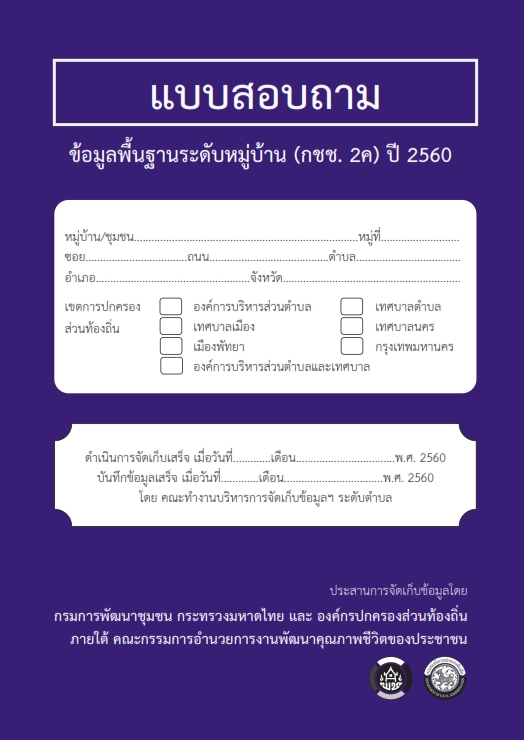 แบบสอบถาม
ข้อมูลพื้นฐานระดับหมู่บ้าน (กชช. 2ค) ปี 2560
หมู่บ้าน/ชุมชน...........................................................................หมู่ที่..........................
ซอย..................................ถนน........................................ตำบล...................................
อำเภอ....................................................จังหวัด............................................................
เขตการปกครอง
ส่วนท้องถิ่น
องค์การบริหารส่วนตำบล เทศบาลตำบล
เทศบาลเมือง เทศบาลนคร
เมืองพัทยา กรุงเทพมหานคร
องค์การบริหารส่วนตำบลและเทศบาล
ดำเนินการจัดเก็บเสร็จ เมื่อวันที่.............เดือน.................................พ.ศ. 2560
บันทึกข้อมูลเสร็จ เมื่อวันที่.............เดือน.................................พ.ศ. 2560
โดย คณะทำงานบริหารการจัดเก็บข้อมูลฯ ระดับตำบล
ประสานการจัดเก็บข้อมูลโดย
กรมการพัฒนาชุมชน กระทรวงมหาดไทย และ องค์กรปกครองส่วนท้องถิ่น
ภายใต้ คณะกรรมการอำนวยการงานพัฒนาคุณภาพชีวิตของประชาชน